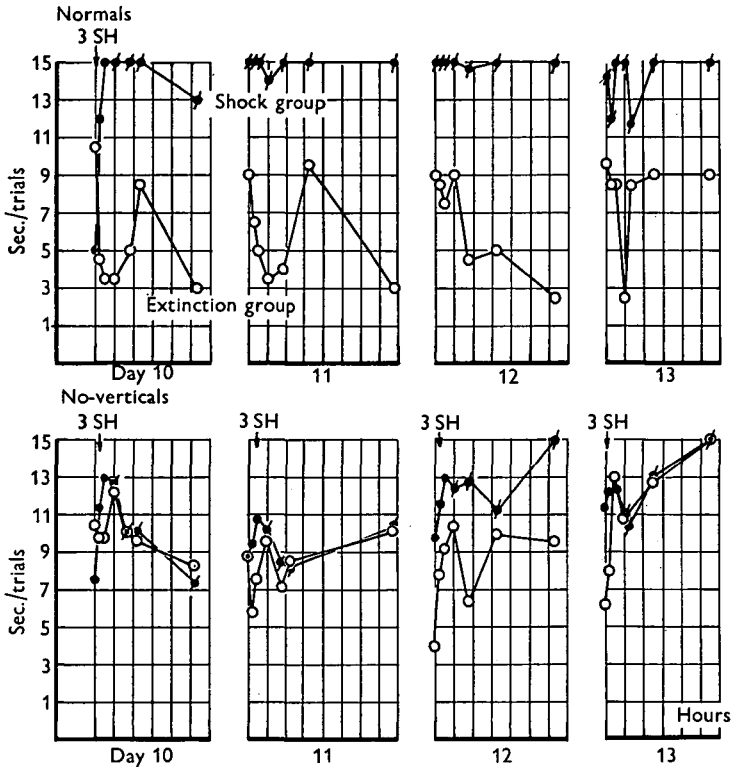 Normals
3 SH
15
13
11
9
7
5
3
1
Sec./trials
Shock group
Extinction group
Day 10
11
12
13
No-verticals
3 SH
3 SH
3 SH
3 SH
15
13
11
9
7
5
3
1
Sec./trials
Hours
Day 10
11
12
13